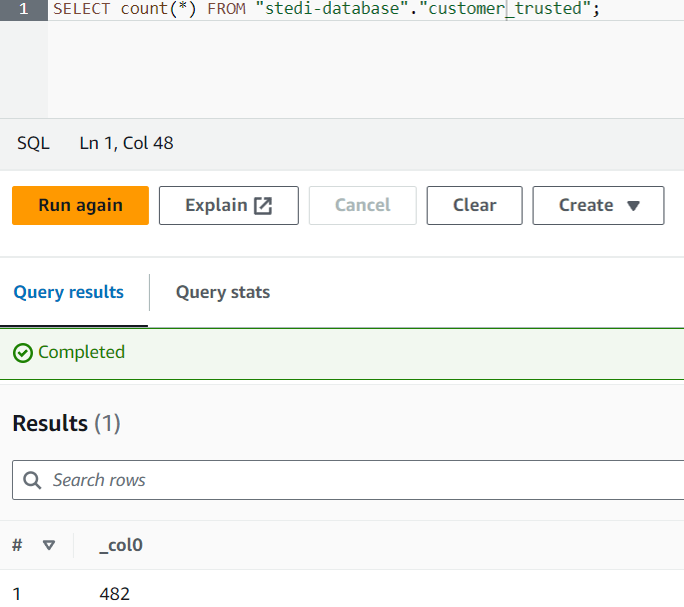 1 SELECT count(*) FROM "stedi-database"."customer_trusted";
SQL Ln 1, Col 48
Run again Explain Cancel Clear Create
Query results Query stats
Completed
Results (1)
Search rows
# _col0
1 482